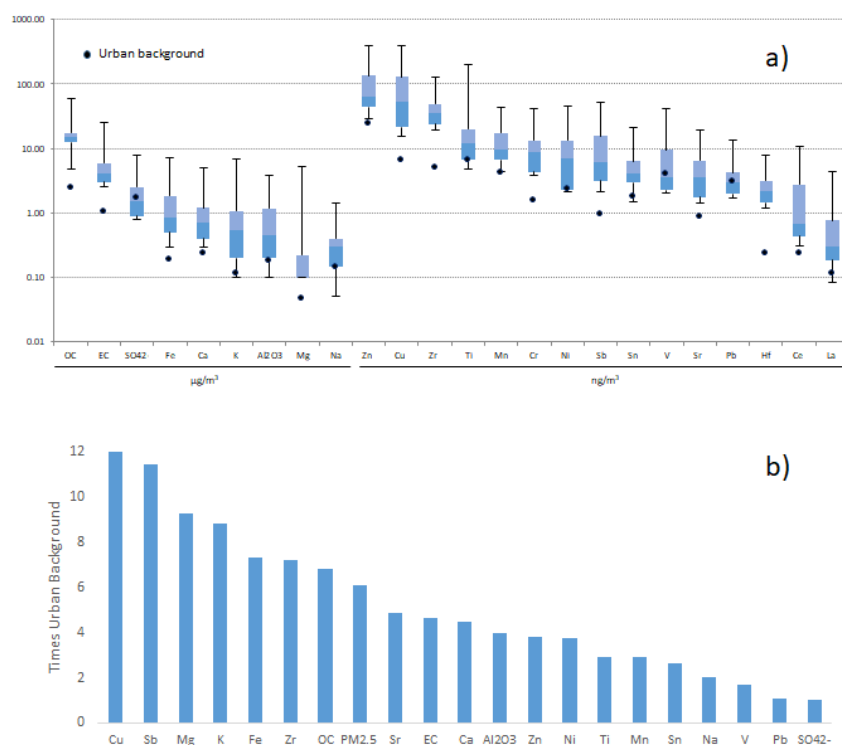 1000.00
a)
Urban background
100.00
10.00
1.00
0.10
0.01
OC EC SO42- Fe Ca K Al2O3 Mg Na Zn Cu Zr Ti Mn Cr Ni Sb Sn V Sr Pb Hf Ce La
µg/m³ ng/m³
b)
12
10
8
6
4
2
0
Times Urban Background
Cu Sb Mg K Fe Zr OC PM2.5 Sr EC Ca Al2O3 Zn Ni Ti Mn Sn Na V Pb SO42-